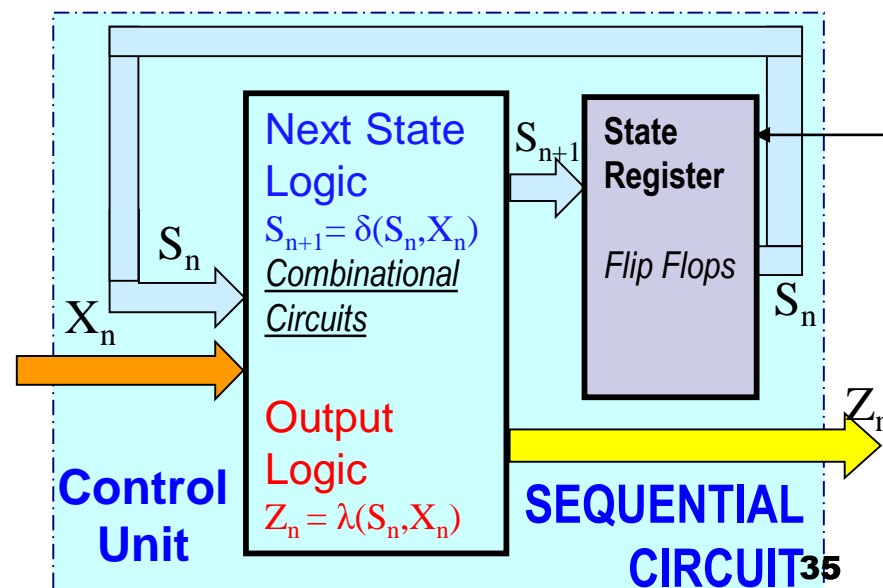 Next State
Logic
Sₙ₊₁= δ(Sₙ,Xₙ)
Combinational
Circuits
Output
Logic
Zₙ = λ(Sₙ,Xₙ)
Sₙ₊₁
State
Register
Flip Flops
Sₙ
Sₙ
Xₙ
Zₙ
Control
Unit
SEQUENTIAL
CIRCUIT
35